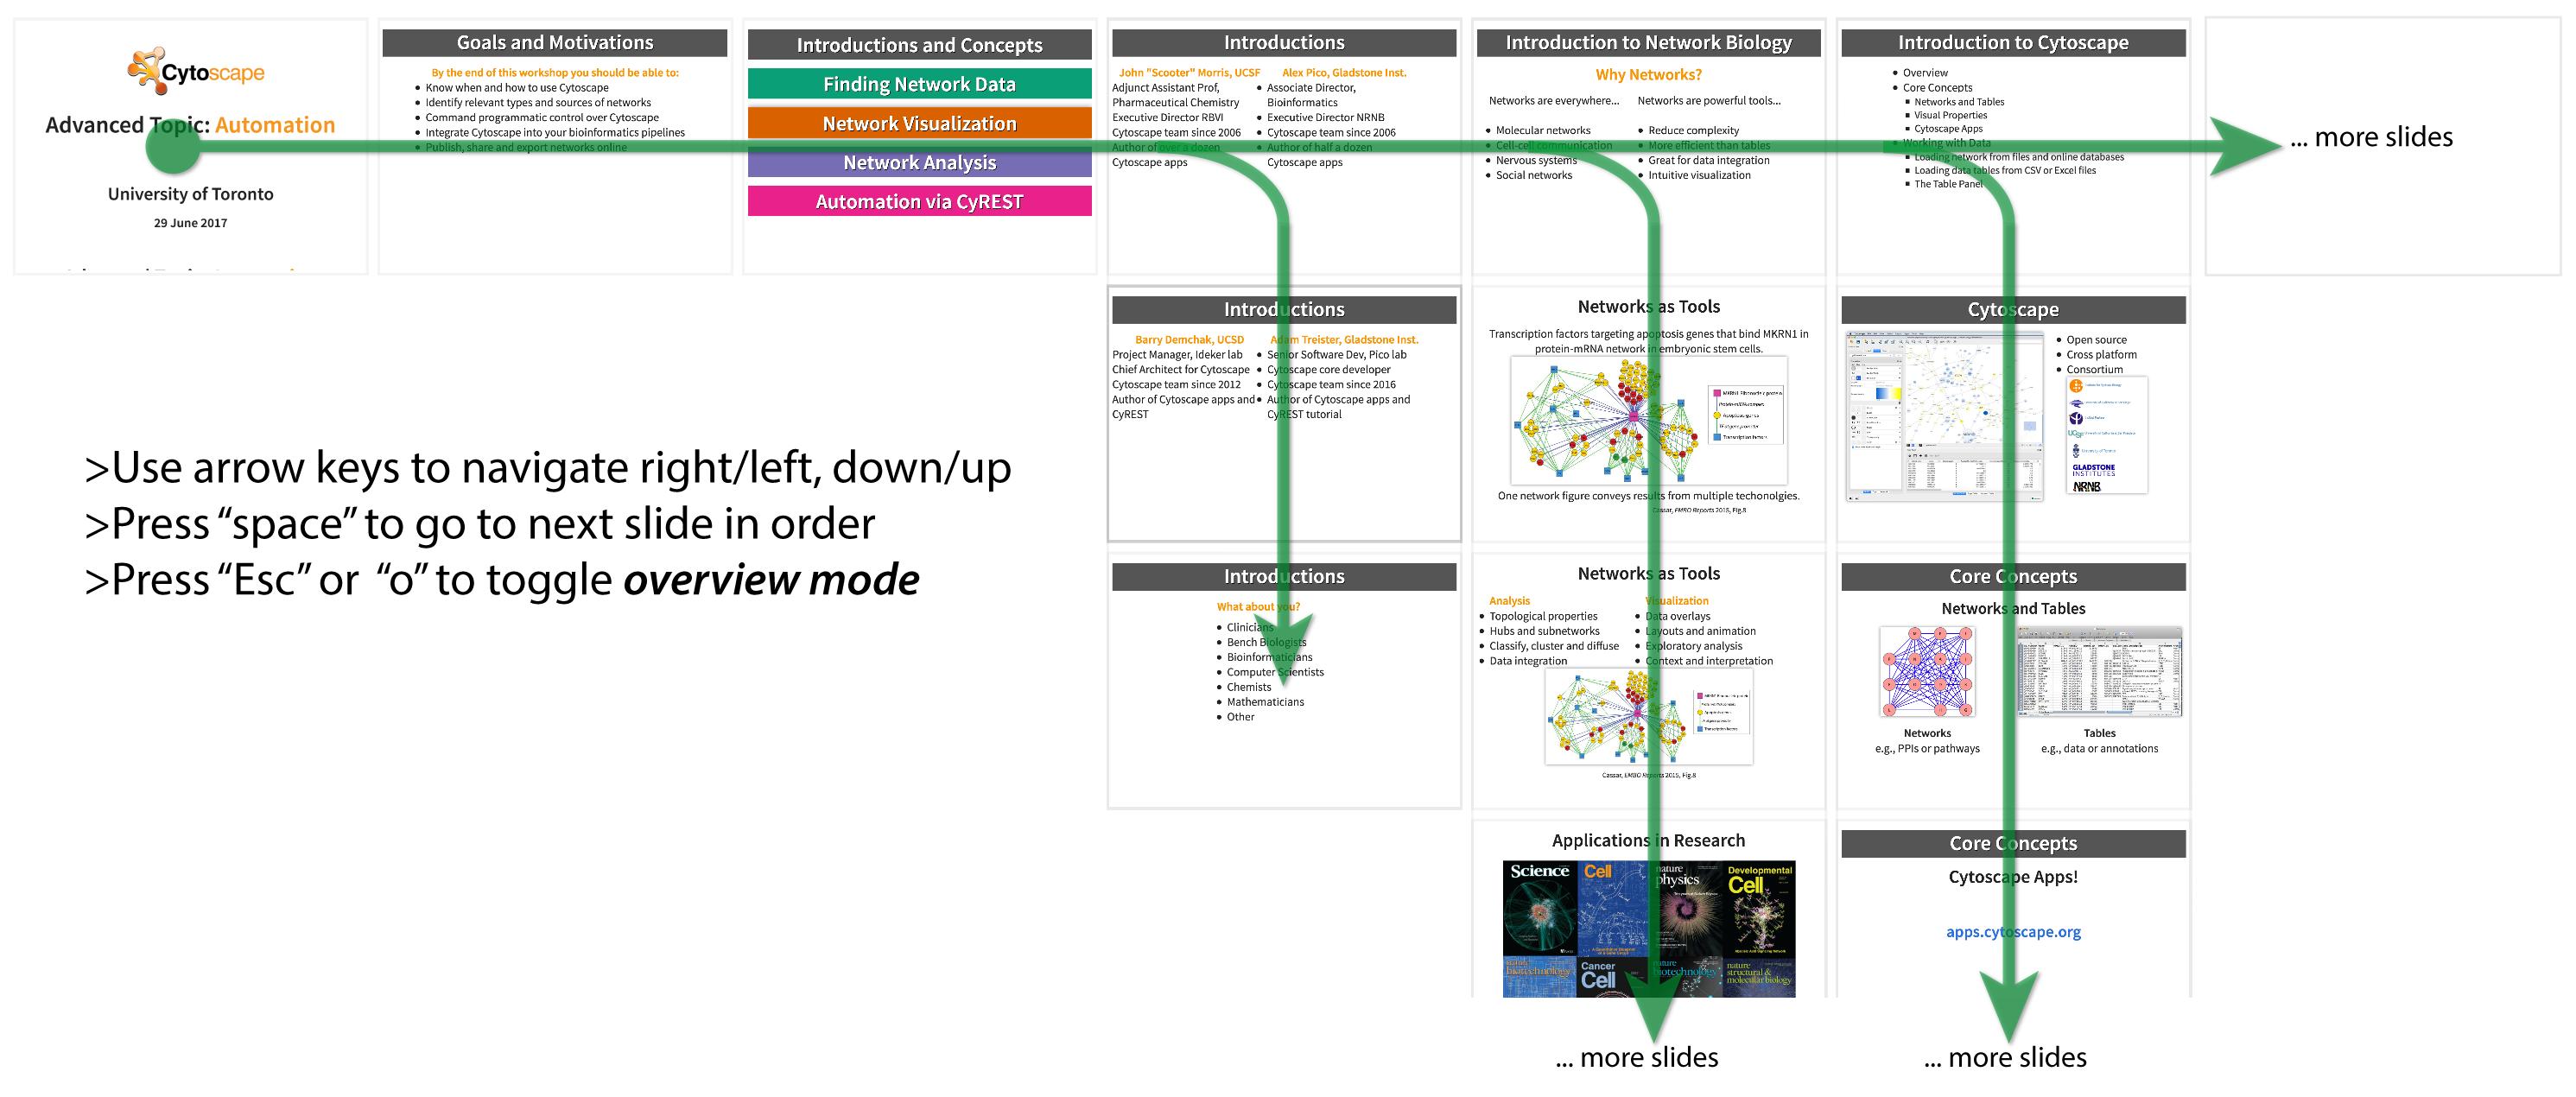 Cytoscape
Advanced Topic: Automation
University of Toronto
29 June 2017
Goals and Motivations
By the end of this workshop you should be able to:
• Know when and how to use Cytoscape
• Identify relevant types and sources of networks
• Command programmatic control over Cytoscape
• Integrate Cytoscape into your bioinformatics pipelines
• Publish, share and export networks online
Introductions and Concepts
Finding Network Data
Network Visualization
Network Analysis
Automation via CyREST
Introductions
John "Scooter" Morris, UCSF
Adjunct Assistant Prof,
Pharmaceutical Chemistry
Executive Director RBVI
Cytoscape team since 2006
Author of over a dozen
Cytoscape apps
Alex Pico, Gladstone Inst.
• Associate Director,
Bioinformatics
• Executive Director NRNB
• Cytoscape team since 2006
• Author of half a dozen
Cytoscape apps
Introduction to Network Biology
Why Networks?
Networks are everywhere...
• Molecular networks
• Cell-cell communication
• Nervous systems
• Social networks
Networks are powerful tools...
• Reduce complexity
• More efficient than tables
• Great for data integration
• Intuitive visualization
Introduction to Cytoscape
• Overview
• Core Concepts
▪ Networks and Tables
▪ Visual Properties
▪ Cytoscape Apps
• Working with Data
▪ Loading network from files and online databases
▪ Loading data tables from CSV or Excel files
▪ The Table Panel
... more slides
Introductions
Barry Demchak, UCSD
Project Manager, Ideker lab
Chief Architect for Cytoscape
Cytoscape team since 2012
Author of Cytoscape apps and
CyREST
Adam Treister, Gladstone Inst.
• Senior Software Dev, Pico lab
• Cytoscape core developer
• Cytoscape team since 2016
• Author of Cytoscape apps and
CyREST tutorial
Networks as Tools
Transcription factors targeting apoptosis genes that bind MKRN1 in
protein-mRNA network in embryonic stem cells.
Apoptosis genes
Transcription factors
One network figure conveys results from multiple techonolgies.
Cassar, EMBO Reports 2015, Fig.8
Cytoscape
• Open source
• Cross platform
• Consortium
UCSF
University of Toronto
GLADSTONE
INSTITUTES
NRNB
>Use arrow keys to navigate right/left, down/up
>Press “space” to go to next slide in order
>Press “Esc” or “o” to toggle overview mode
Introductions
What about you?
• Clinicians
• Bench Biologists
• Bioinformaticians
• Computer Scientists
• Chemists
• Mathematicians
• Other
Networks as Tools
Analysis
• Topological properties
• Hubs and subnetworks
• Classify, cluster and diffuse
• Data integration
Visualization
• Data overlays
• Layouts and animation
• Exploratory analysis
• Context and interpretation
Apoptosis genes
Transcription factors
Cassar, EMBO Reports 2015, Fig.8
Core Concepts
Networks and Tables
Networks
e.g., PPIs or pathways
Tables
e.g., data or annotations
Applications in Research
Science
Cell
nature
physics
Developmental
Cell
nature
biotechnology
Cancer
Cell
nature
biotechnology
nature
structural &
molecular biology
Core Concepts
Cytoscape Apps!
apps.cytoscape.org
... more slides
... more slides